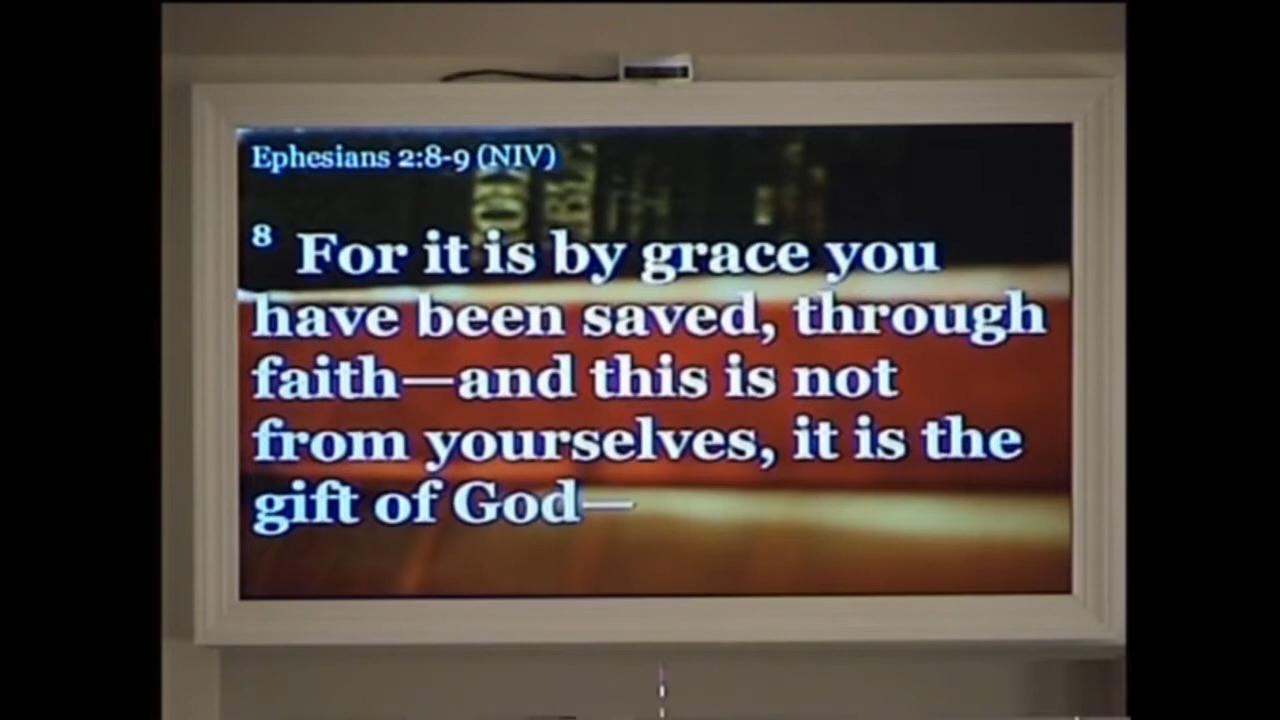 Ephesians 2:8-9 (NIV)
8 For it is by grace you
have been saved, through
faith—and this is not
from yourselves, it is the
gift of God—